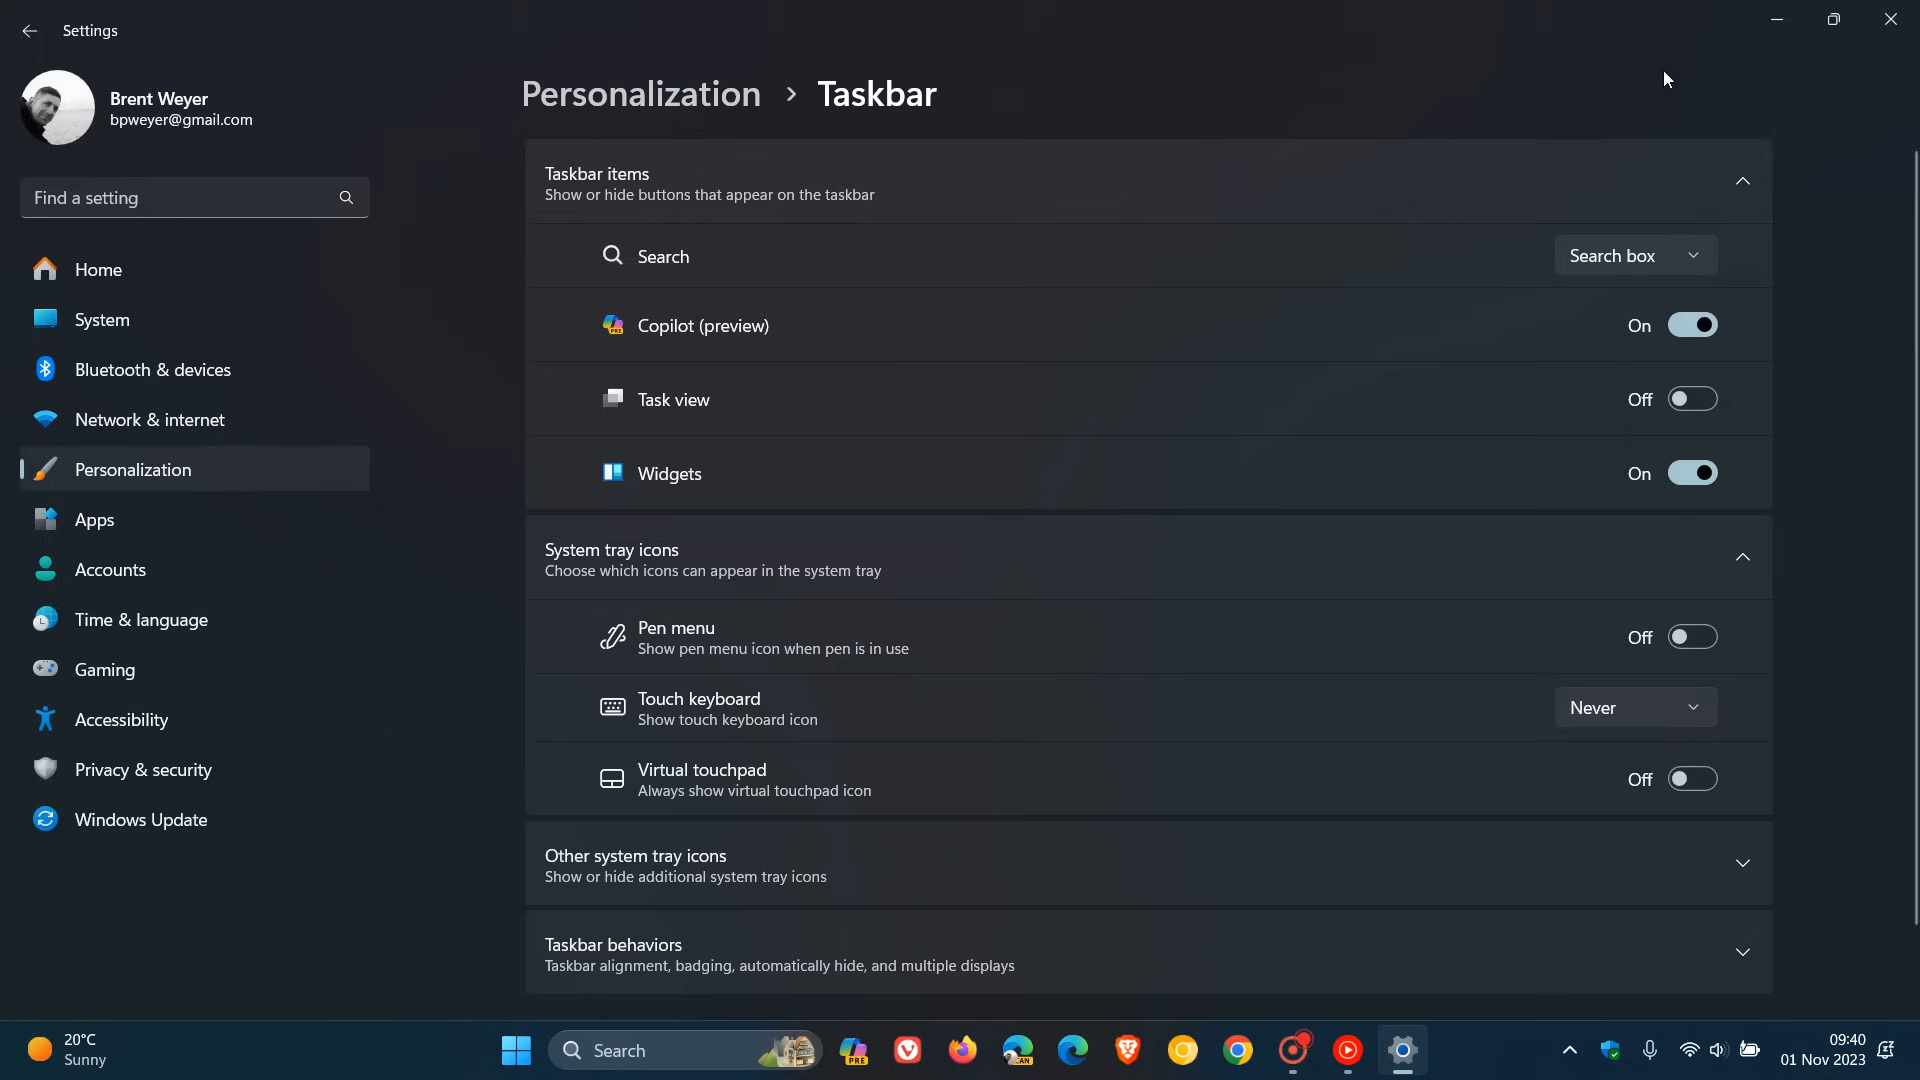 Settings
Brent Weyer
bpweyer@gmail.com
Find a setting
Home
System
Bluetooth & devices
Network & internet
Personalization
Apps
Accounts
Time & language
Gaming
Accessibility
Privacy & security
Windows Update
Personalization > Taskbar
Taskbar items
Show or hide buttons that appear on the taskbar
Search
Search box
Copilot (preview)
On
Task view
Off
Widgets
On
System tray icons
Choose which icons can appear in the system tray
Pen menu
Show pen menu icon when pen is in use
Off
Touch keyboard
Show touch keyboard icon
Never
Virtual touchpad
Always show virtual touchpad icon
Off
Other system tray icons
Show or hide additional system tray icons
Taskbar behaviors
Taskbar alignment, badging, automatically hide, and multiple displays
20°C
Sunny
Search
PRE
CAN
09:40
01 Nov 2023